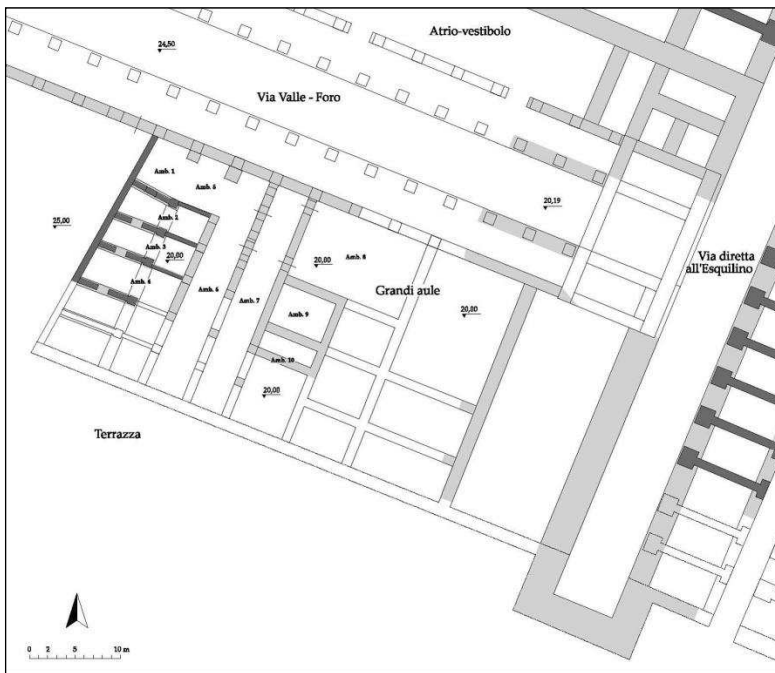 Atrio-vestibolo
24,50
Via Valle - Foro
Amb. 1
Amb. 5
Amb. 2
20,19
25,00
Amb. 3
20,00
20,00
Amb. 8
Via diretta
all'Esquilino
Amb. 4
Amb. 6
Amb. 7
Grandi aule
Amb. 9
20,00
Amb. 10
20,00
Terrazza
0 2 5 10 m